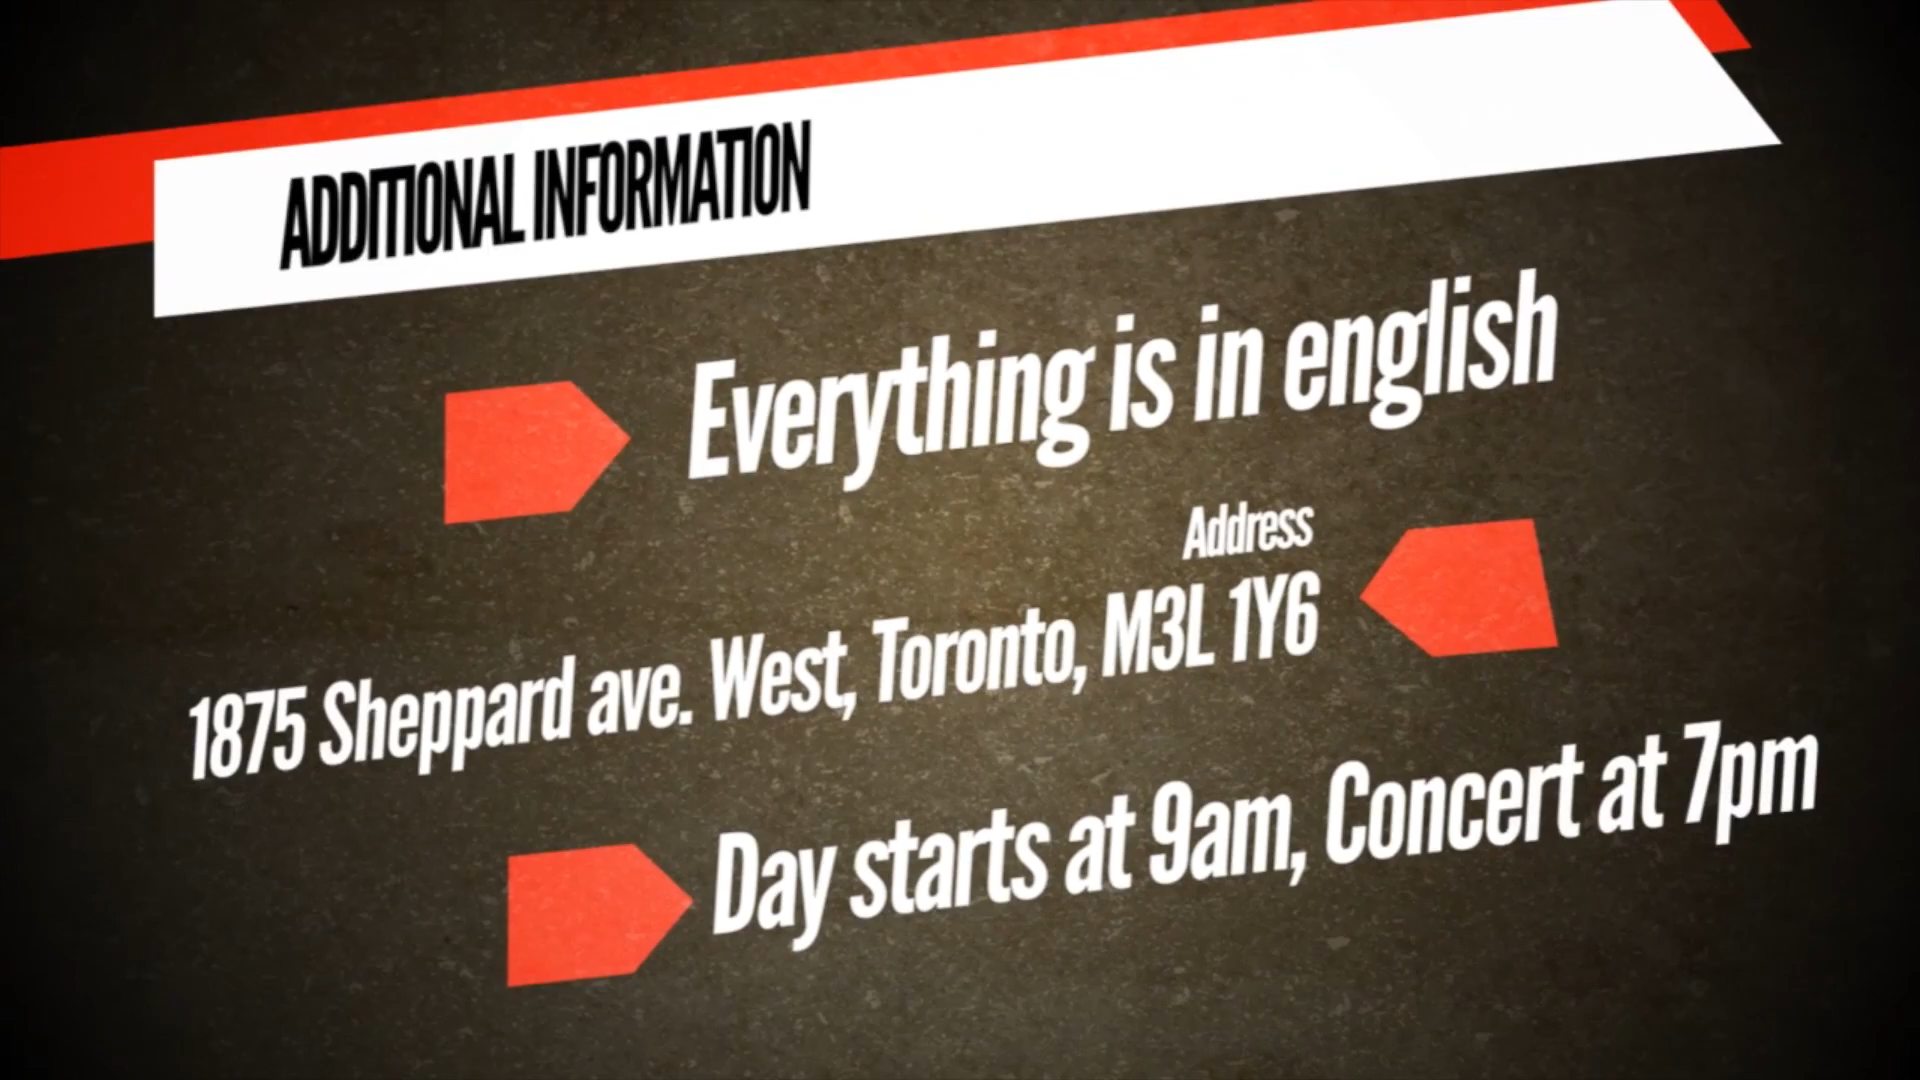 ADDITIONAL INFORMATION
Everything is in english
Address
1875 Sheppard ave. West, Toronto, M3L 1Y6
Day starts at 9am, Concert at 7pm